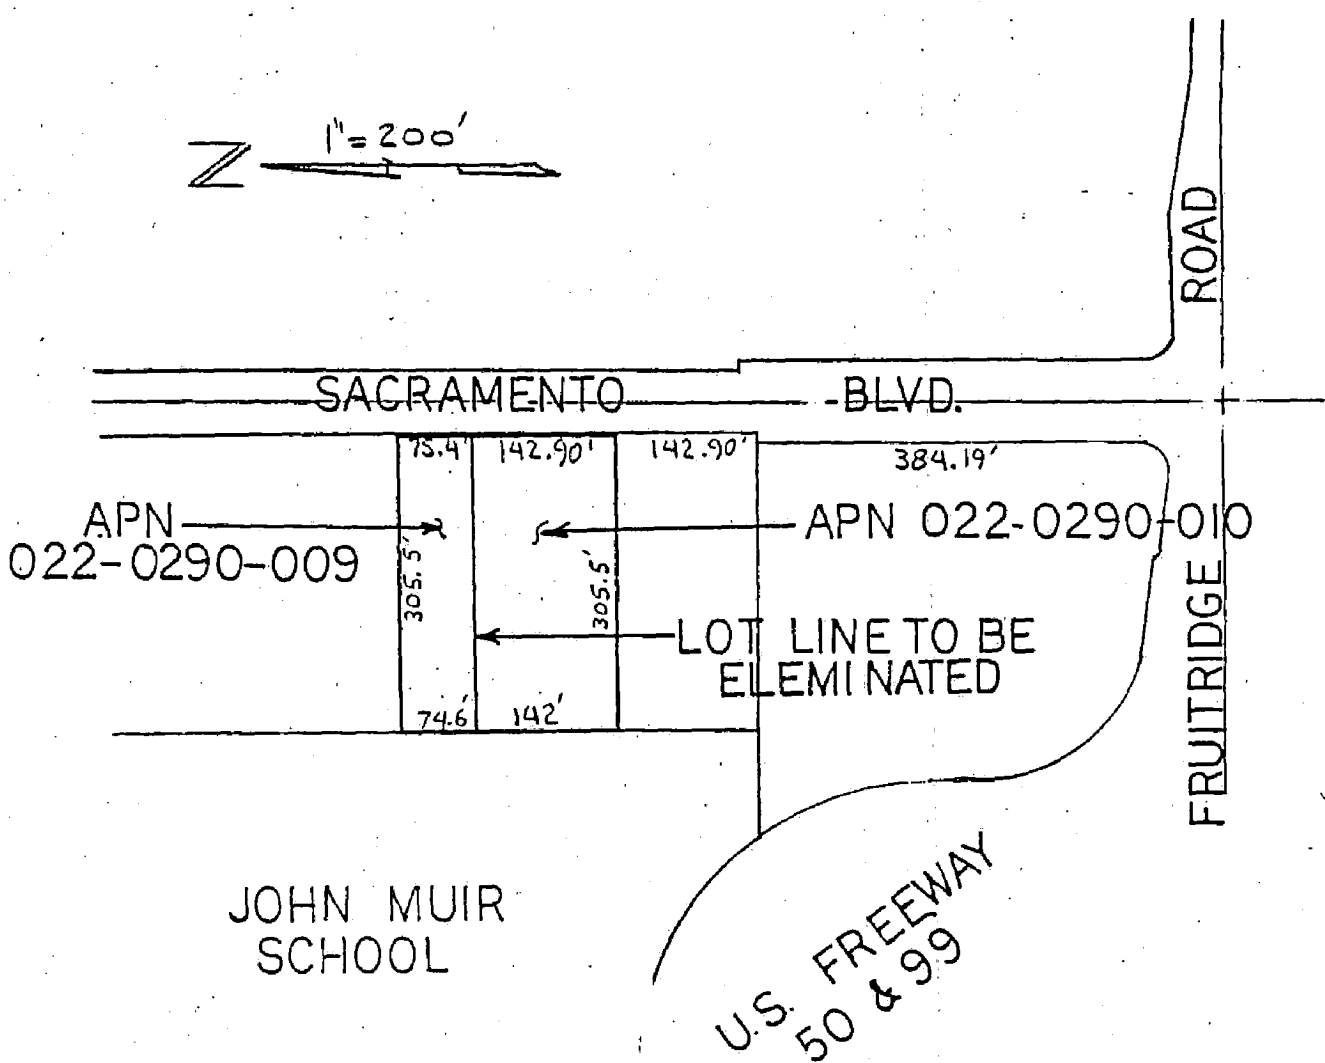 1"=200'
N
ROAD
SACRAMENTO BLVD.
75.4' 142.90' 142.90' 384.19'
APN
022-0290-009
APN 022-0290-010
305.5'
305.5'
LOT LINE TO BE
ELEMINATED
74.6' 142'
FRUITRIDGE
JOHN MUIR
SCHOOL
U.S. FREEWAY
50 & 99